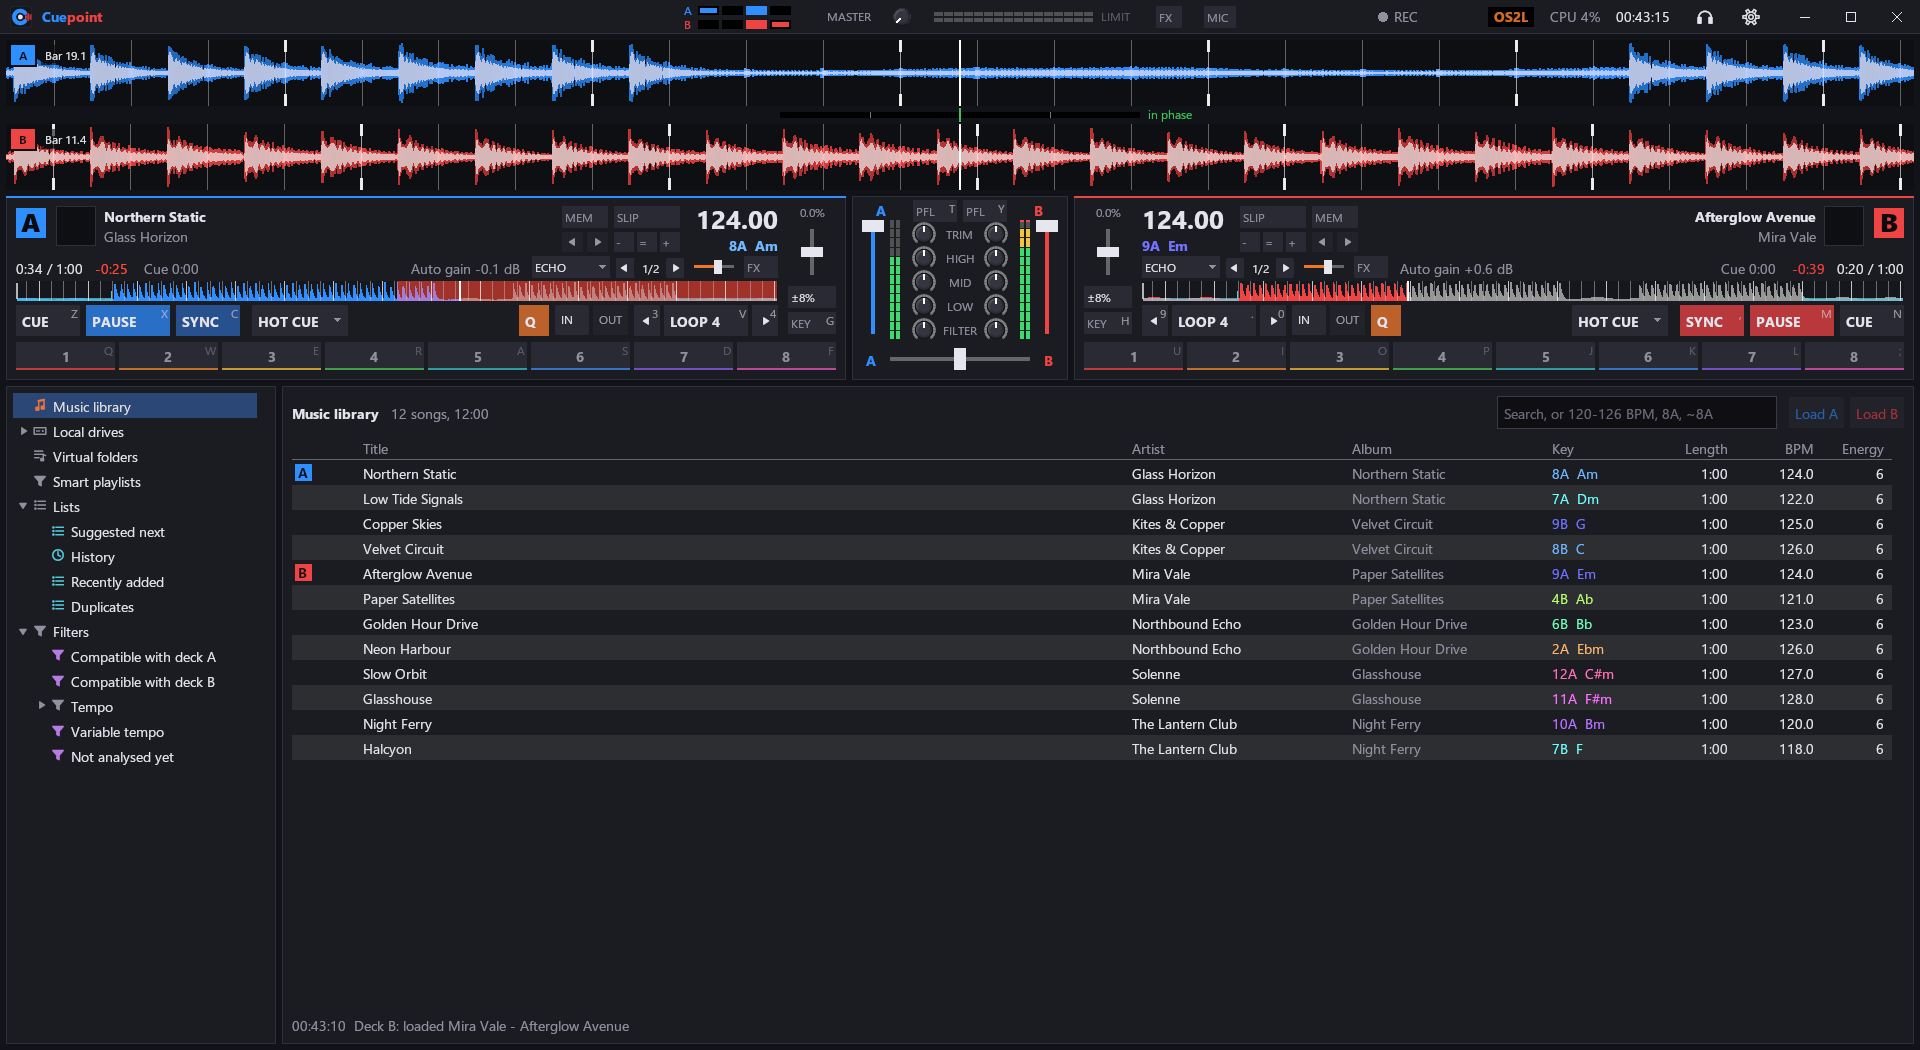 Cuepoint
A
B
MASTER
LIMIT
FX
MIC
REC
OS2L
CPU 4%
00:43:15
A
Bar 19.1
in phase
B
Bar 11.4
A
Northern Static
Glass Horizon
MEM
SLIP
124.00
0.0%
- = +
8A Am
0:34 / 1:00 -0:25 Cue 0:00
Auto gain -0.1 dB
ECHO
1/2
FX
±8%
CUE Z
PAUSE X
SYNC C
HOT CUE
Q
IN
OUT
3
LOOP 4 V
4
KEY G
1 Q
2 W
3 E
4 R
5 A
6 S
7 D
8 F
A
PFL T
PFL Y
B
TRIM
HIGH
MID
LOW
FILTER
A
B
0.0%
124.00
SLIP
MEM
Afterglow Avenue
Mira Vale
B
9A Em
- = +
ECHO
1/2
FX
Auto gain +0.6 dB
Cue 0:00 -0:39 0:20 / 1:00
±8%
KEY H
9
LOOP 4 .
0
IN
OUT
Q
HOT CUE
SYNC ,
PAUSE M
CUE N
1 U
2 I
3 O
4 P
5 J
6 K
7 L
8 ;
Music library
Local drives
Virtual folders
Smart playlists
Lists
Suggested next
History
Recently added
Duplicates
Filters
Compatible with deck A
Compatible with deck B
Tempo
Variable tempo
Not analysed yet
Music library 12 songs, 12:00
Search, or 120-126 BPM, 8A, ~8A
Load A
Load B
Title Artist Album Key Length BPM Energy
A Northern Static Glass Horizon Northern Static 8A Am 1:00 124.0 6
Low Tide Signals Glass Horizon Northern Static 7A Dm 1:00 122.0 6
Copper Skies Kites & Copper Velvet Circuit 9B G 1:00 125.0 6
Velvet Circuit Kites & Copper Velvet Circuit 8B C 1:00 126.0 6
B Afterglow Avenue Mira Vale Paper Satellites 9A Em 1:00 124.0 6
Paper Satellites Mira Vale Paper Satellites 4B Ab 1:00 121.0 6
Golden Hour Drive Northbound Echo Golden Hour Drive 6B Bb 1:00 123.0 6
Neon Harbour Northbound Echo Golden Hour Drive 2A Ebm 1:00 126.0 6
Slow Orbit Solenne Glasshouse 12A C#m 1:00 127.0 6
Glasshouse Solenne Glasshouse 11A F#m 1:00 128.0 6
Night Ferry The Lantern Club Night Ferry 10A Bm 1:00 120.0 6
Halcyon The Lantern Club Night Ferry 7B F 1:00 118.0 6
00:43:10 Deck B: loaded Mira Vale - Afterglow Avenue